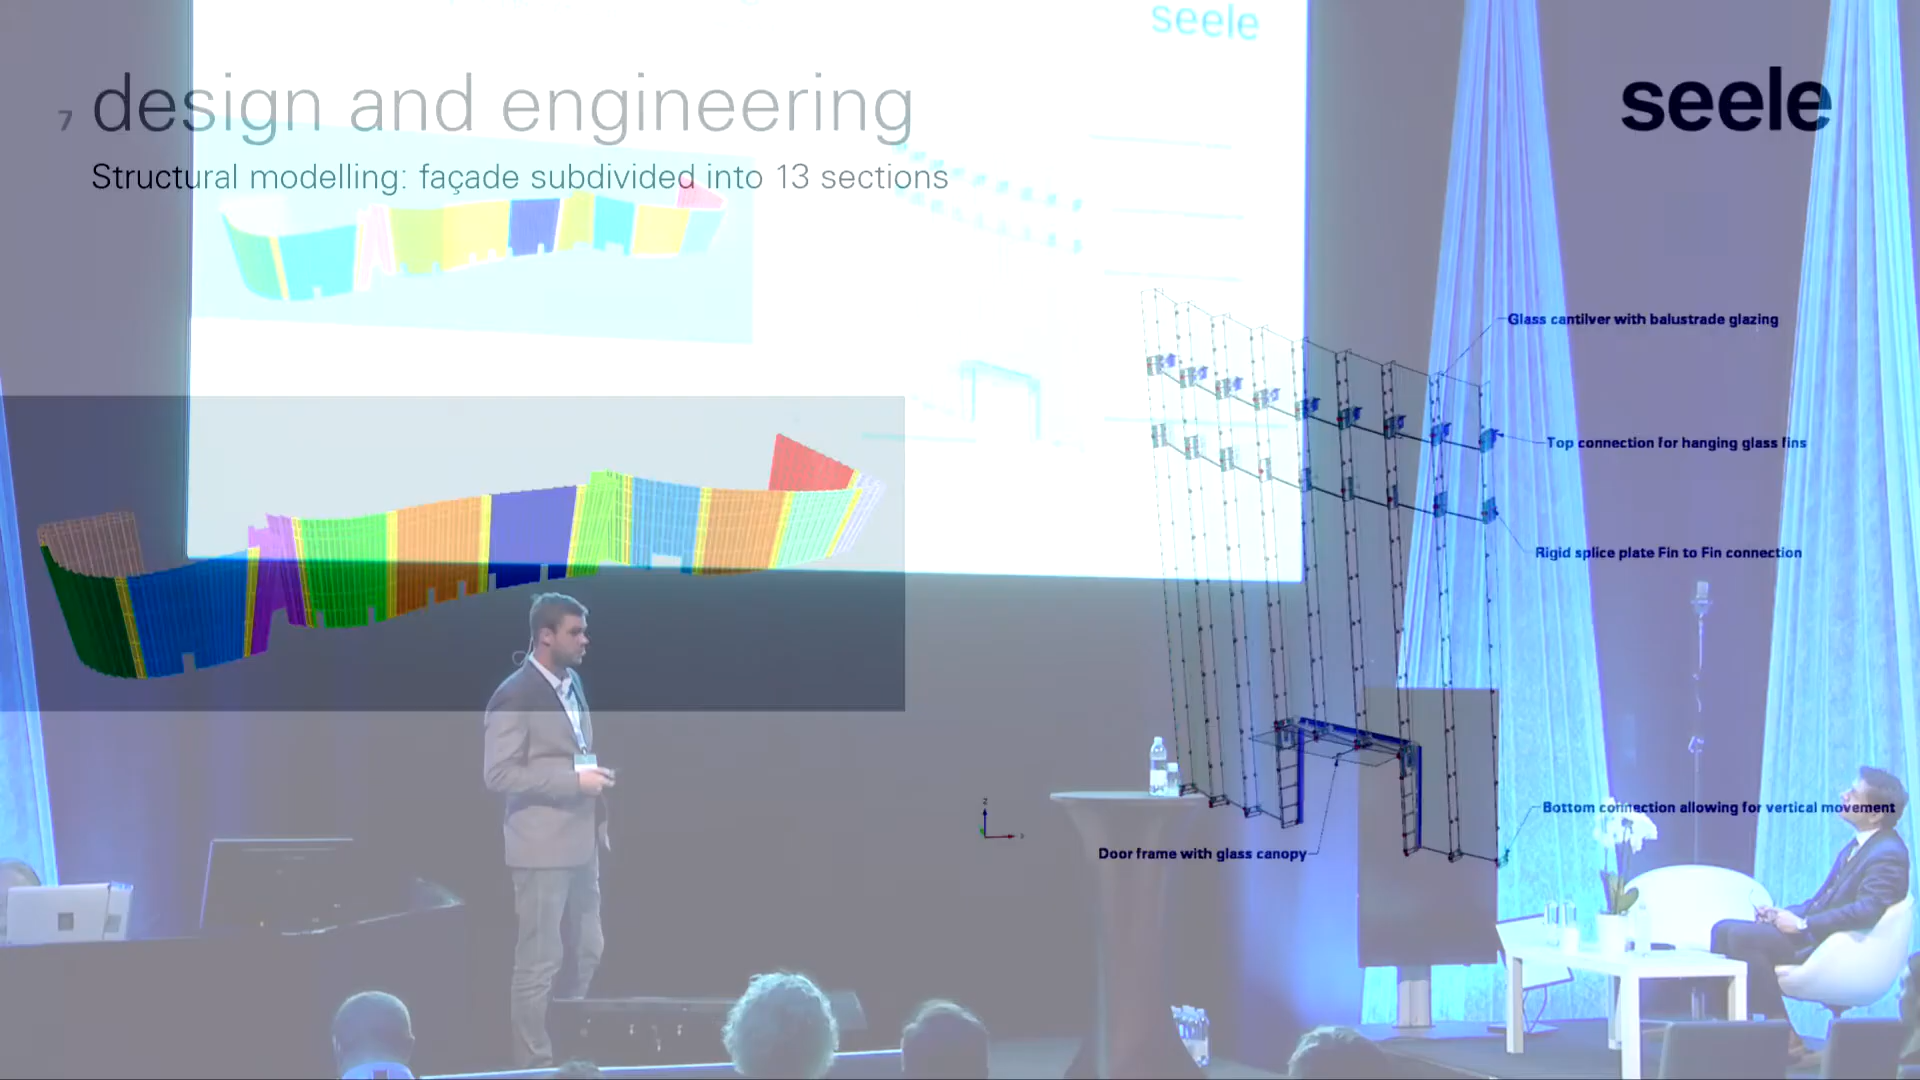 seele
7 design and engineering
seele
Structural modelling: façade subdivided into 13 sections
Glass cantilver with balustrade glazing
Top connection for hanging glass fins
Rigid splice plate Fin to Fin connection
Bottom connection allowing for vertical movement
Door frame with glass canopy